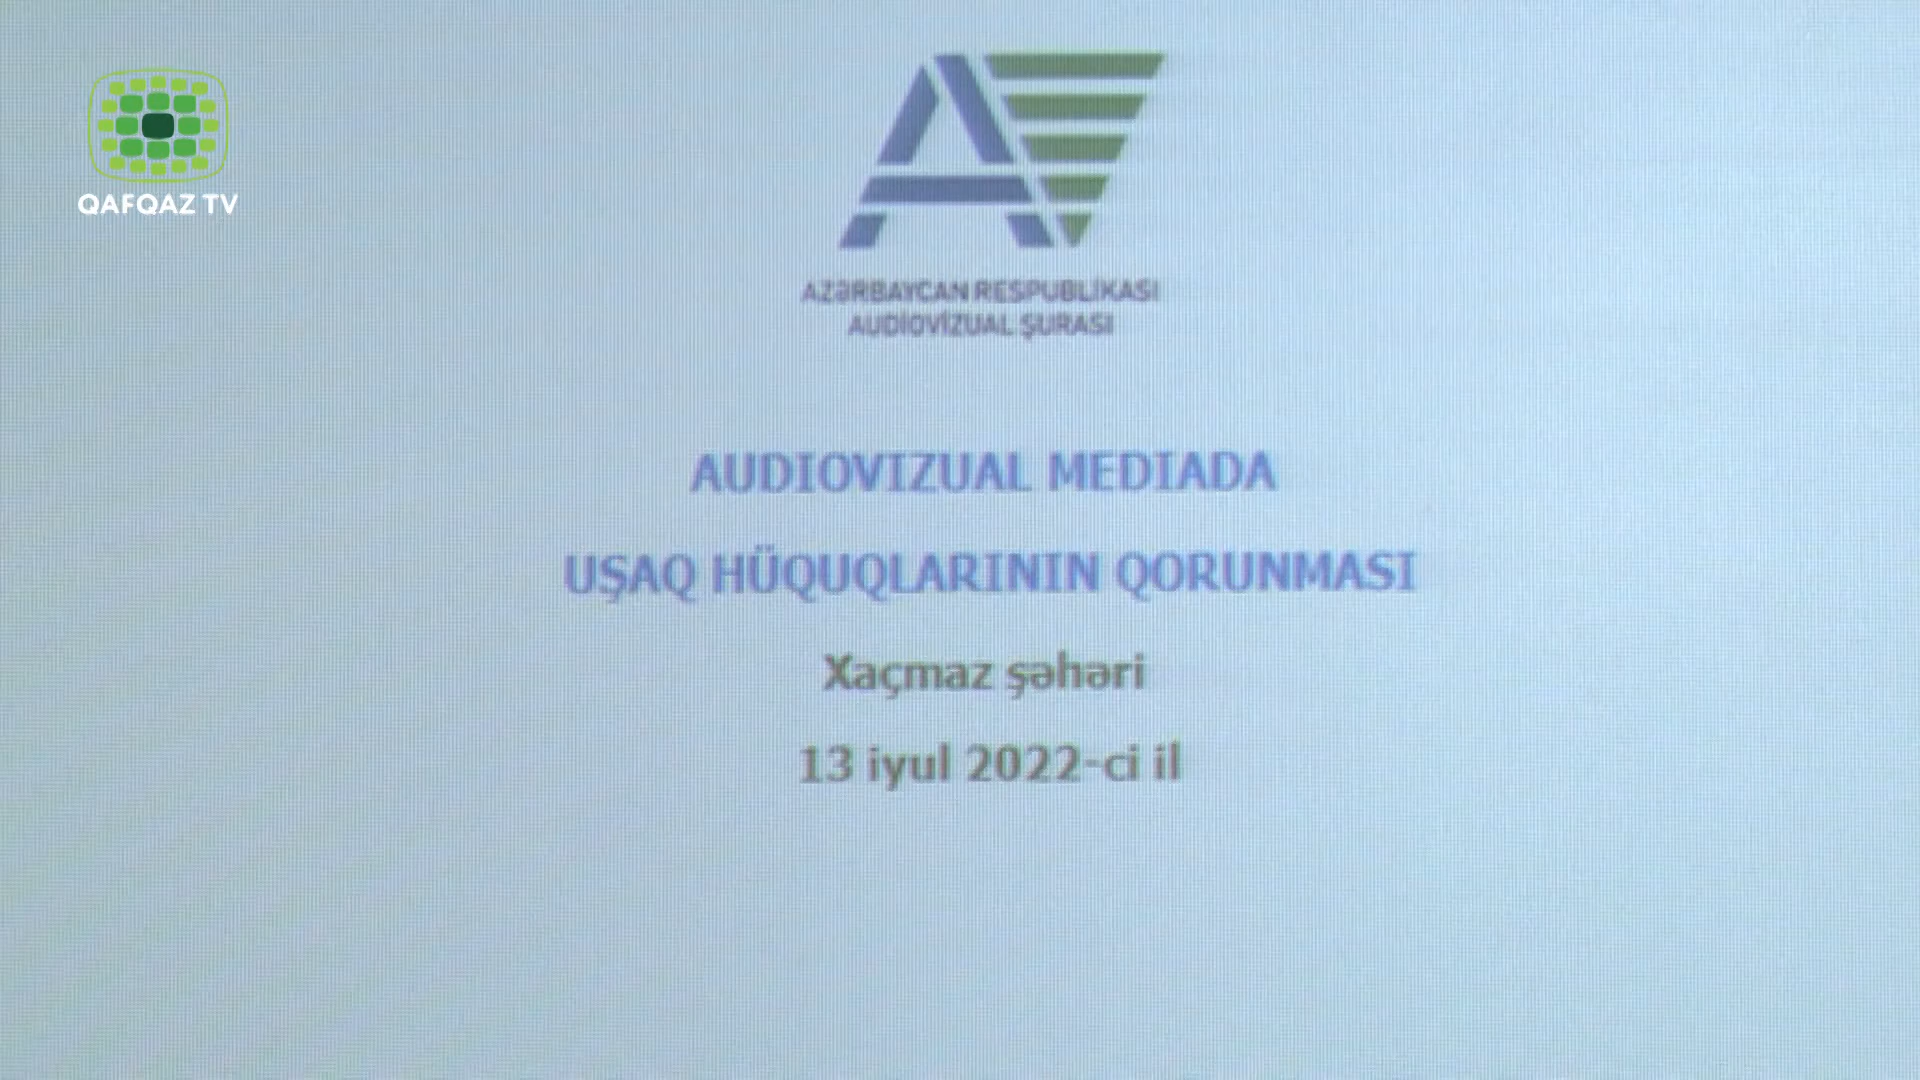 QAFQAZ TV
AZƏRBAYCAN RESPUBLİKASI
AUDİOVİZUAL ŞURASI
AUDIOVIZUAL MEDIADA
UŞAQ HÜQUQLARININ QORUNMASI
Xaçmaz şəhəri
13 iyul 2022-ci il